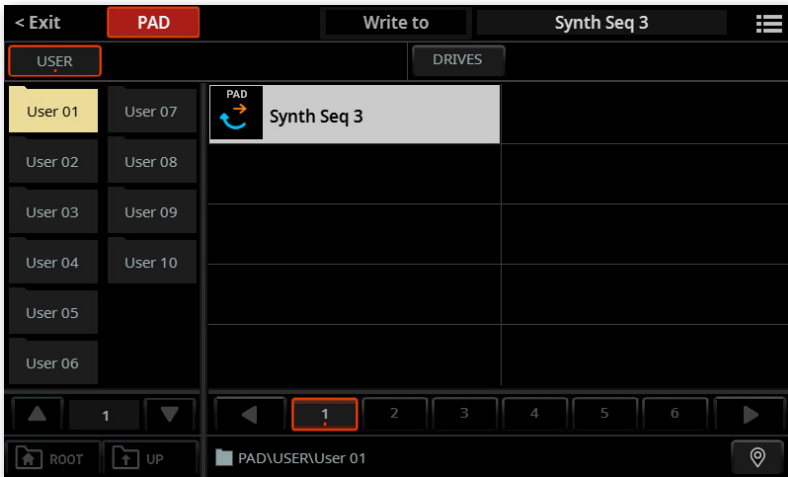 < Exit PAD Write to Synth Seq 3
USER DRIVES
User 01 User 07 PAD Synth Seq 3
User 02 User 08
User 03 User 09
User 04 User 10
User 05
User 06
1 1 2 3 4 5 6
ROOT UP PAD\USER\User 01